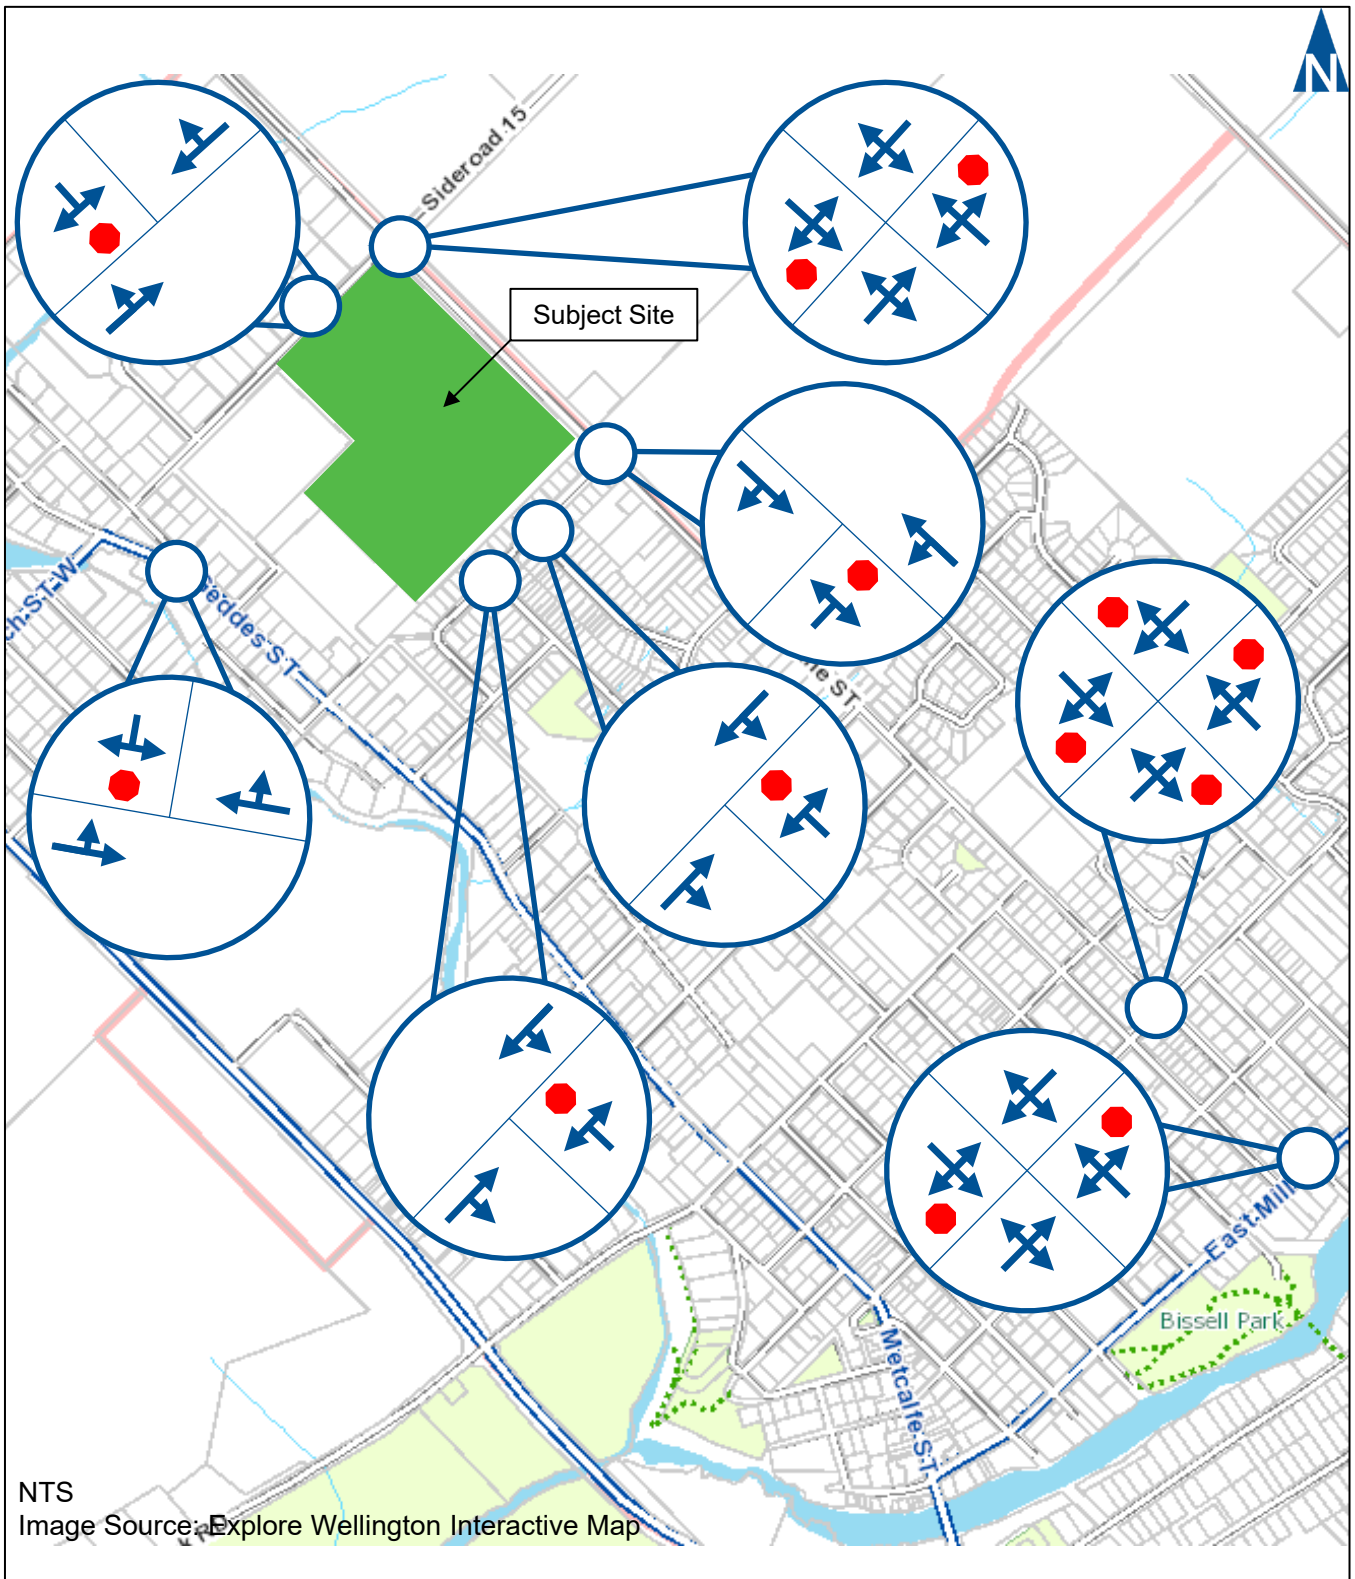 N
Sideroad 15
Subject Site
ch ST W
Geddes ST
ne ST
East Mill
Bissell Park
Metcalfe ST
NTS
Image Source: Explore Wellington Interactive Map